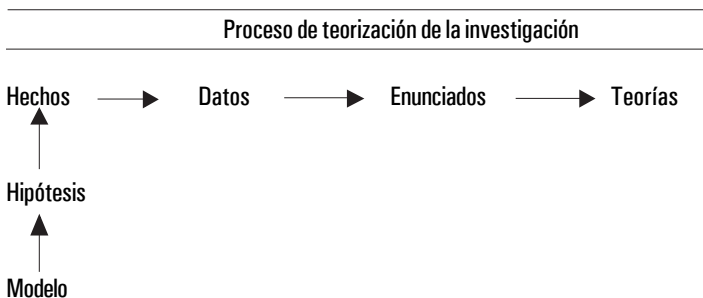 Proceso de teorización de la investigación
Hechos Datos Enunciados Teorías
Hipótesis
Modelo